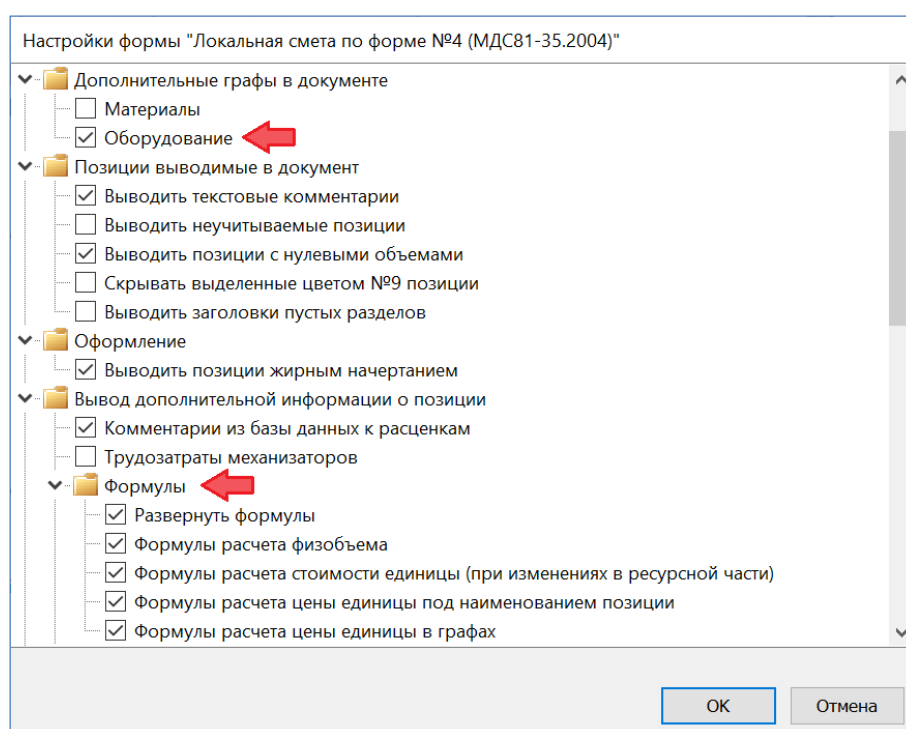 Настройки формы "Локальная смета по форме №4 (МДС81-35.2004)"
Дополнительные графы в документе
Материалы
Оборудование
Позиции выводимые в документ
Выводить текстовые комментарии
Выводить неучитываемые позиции
Выводить позиции с нулевыми объемами
Скрывать выделенные цветом №9 позиции
Выводить заголовки пустых разделов
Оформление
Выводить позиции жирным начертанием
Вывод дополнительной информации о позиции
Комментарии из базы данных к расценкам
Трудозатраты механизаторов
Формулы
Развернуть формулы
Формулы расчета физобъема
Формулы расчета стоимости единицы (при изменениях в ресурсной части)
Формулы расчета цены единицы под наименованием позиции
Формулы расчета цены единицы в графах
OK Отмена